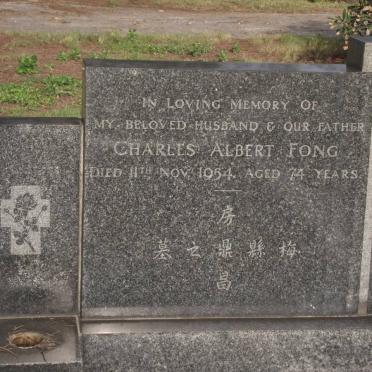 IN LOVING MEMORY OF
MY BELOVED HUSBAND & OUR FATHER
CHARLES ALBERT FONG
DIED 11TH NOV. 1954. AGED 74 YEARS.
房
墓之鼎縣梅
昌